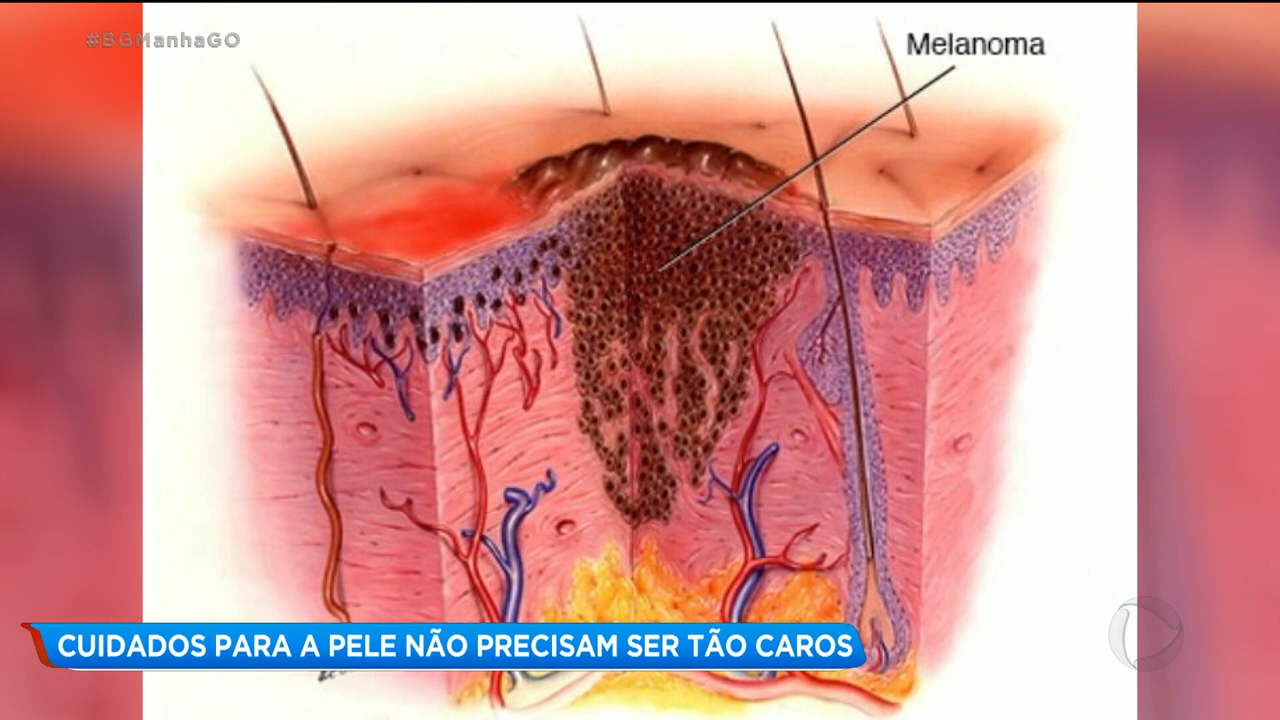 #BGManhaGO
Melanoma
CUIDADOS PARA A PELE NÃO PRECISAM SER TÃO CAROS